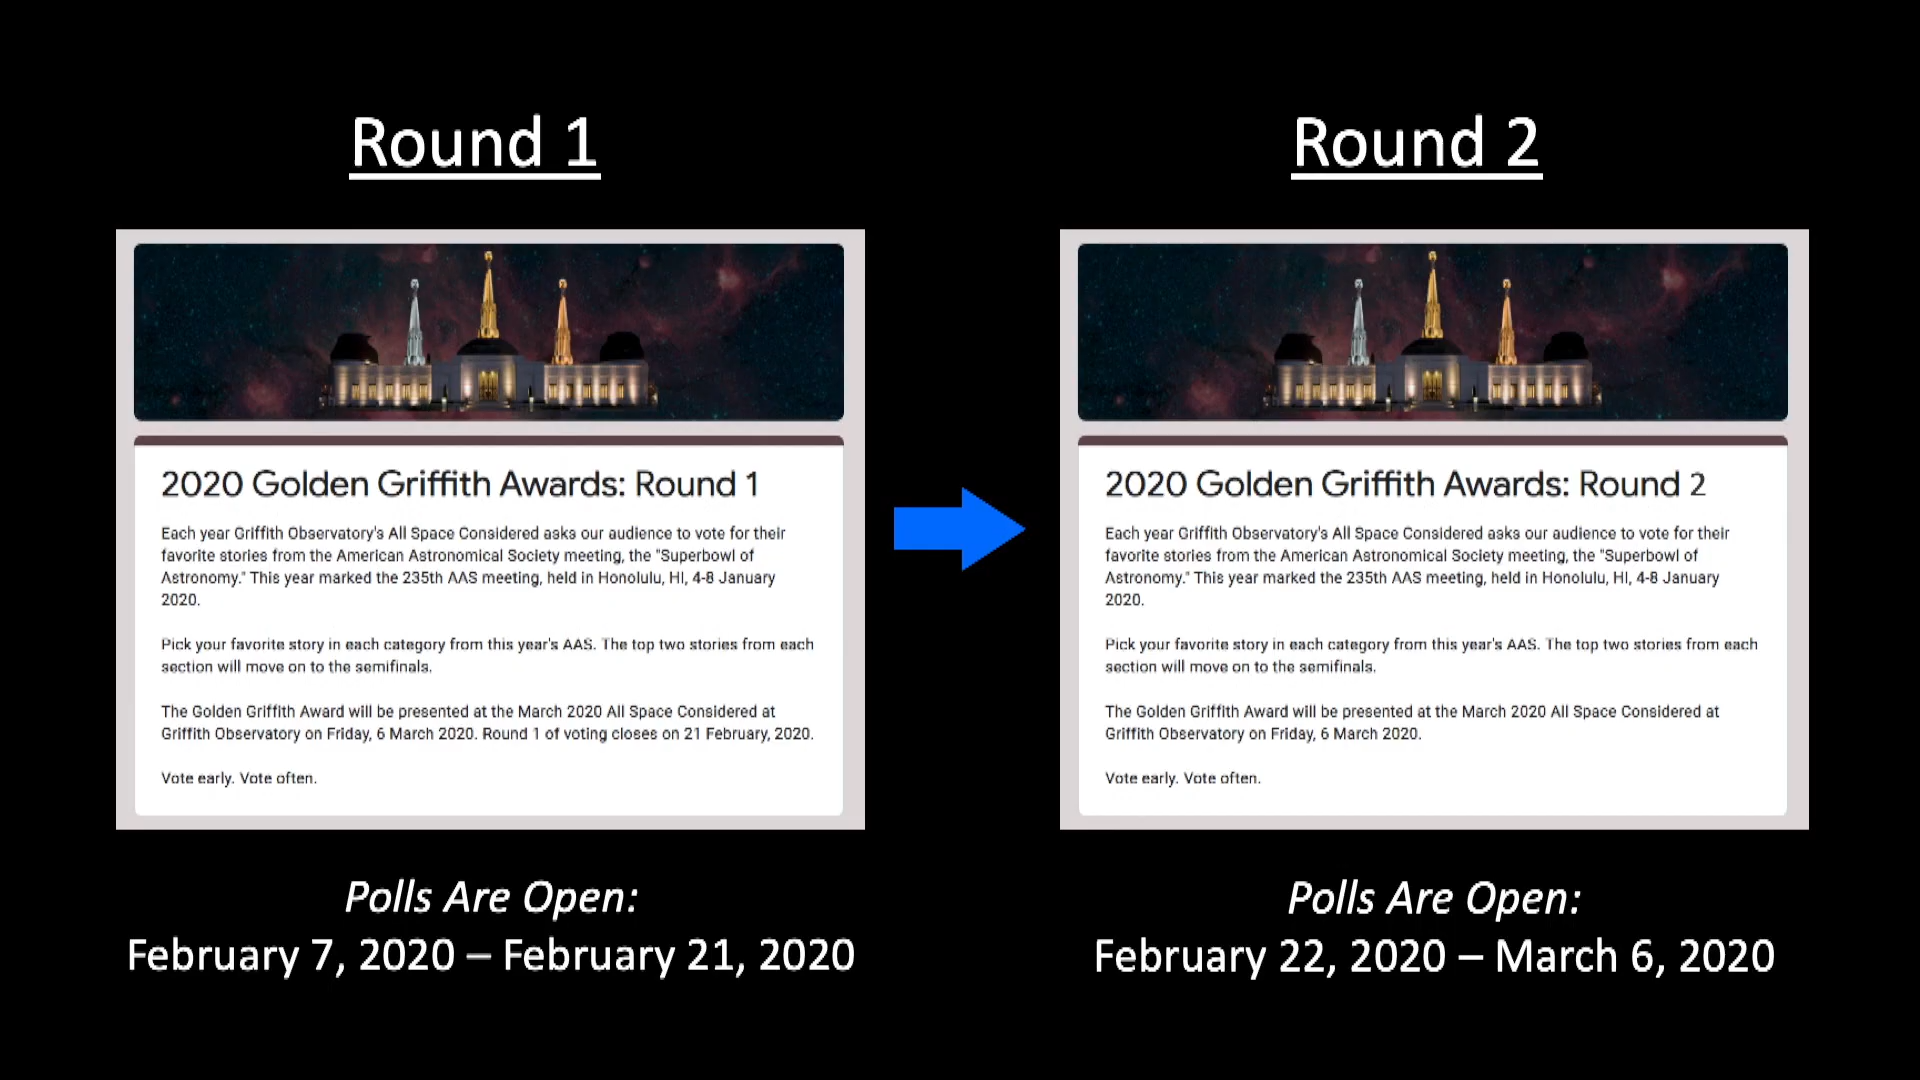 Round 1
2020 Golden Griffith Awards: Round 1
Each year Griffith Observatory's All Space Considered asks our audience to vote for their
favorite stories from the American Astronomical Society meeting, the "Superbowl of
Astronomy." This year marked the 235th AAS meeting, held in Honolulu, HI, 4-8 January
2020.
Pick your favorite story in each category from this year's AAS. The top two stories from each
section will move on to the semifinals.
The Golden Griffith Award will be presented at the March 2020 All Space Considered at
Griffith Observatory on Friday, 6 March 2020. Round 1 of voting closes on 21 February, 2020.
Vote early. Vote often.
Polls Are Open:
February 7, 2020 – February 21, 2020
Round 2
2020 Golden Griffith Awards: Round 2
Each year Griffith Observatory's All Space Considered asks our audience to vote for their
favorite stories from the American Astronomical Society meeting, the "Superbowl of
Astronomy." This year marked the 235th AAS meeting, held in Honolulu, HI, 4-8 January
2020.
Pick your favorite story in each category from this year's AAS. The top two stories from each
section will move on to the semifinals.
The Golden Griffith Award will be presented at the March 2020 All Space Considered at
Griffith Observatory on Friday, 6 March 2020.
Vote early. Vote often.
Polls Are Open:
February 22, 2020 – March 6, 2020